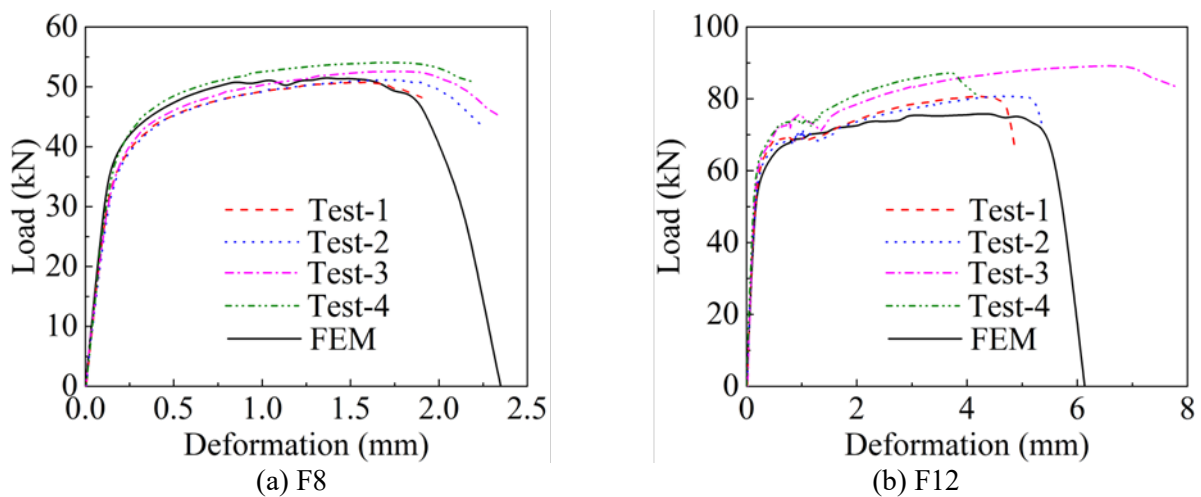 60
50
40
30
20
10
0
Load (kN)
Test-1
Test-2
Test-3
Test-4
FEM
0.0 0.5 1.0 1.5 2.0 2.5
Deformation (mm)
(a) F8
100
80
60
40
20
0
Load (kN)
Test-1
Test-2
Test-3
Test-4
FEM
0 2 4 6 8
Deformation (mm)
(b) F12